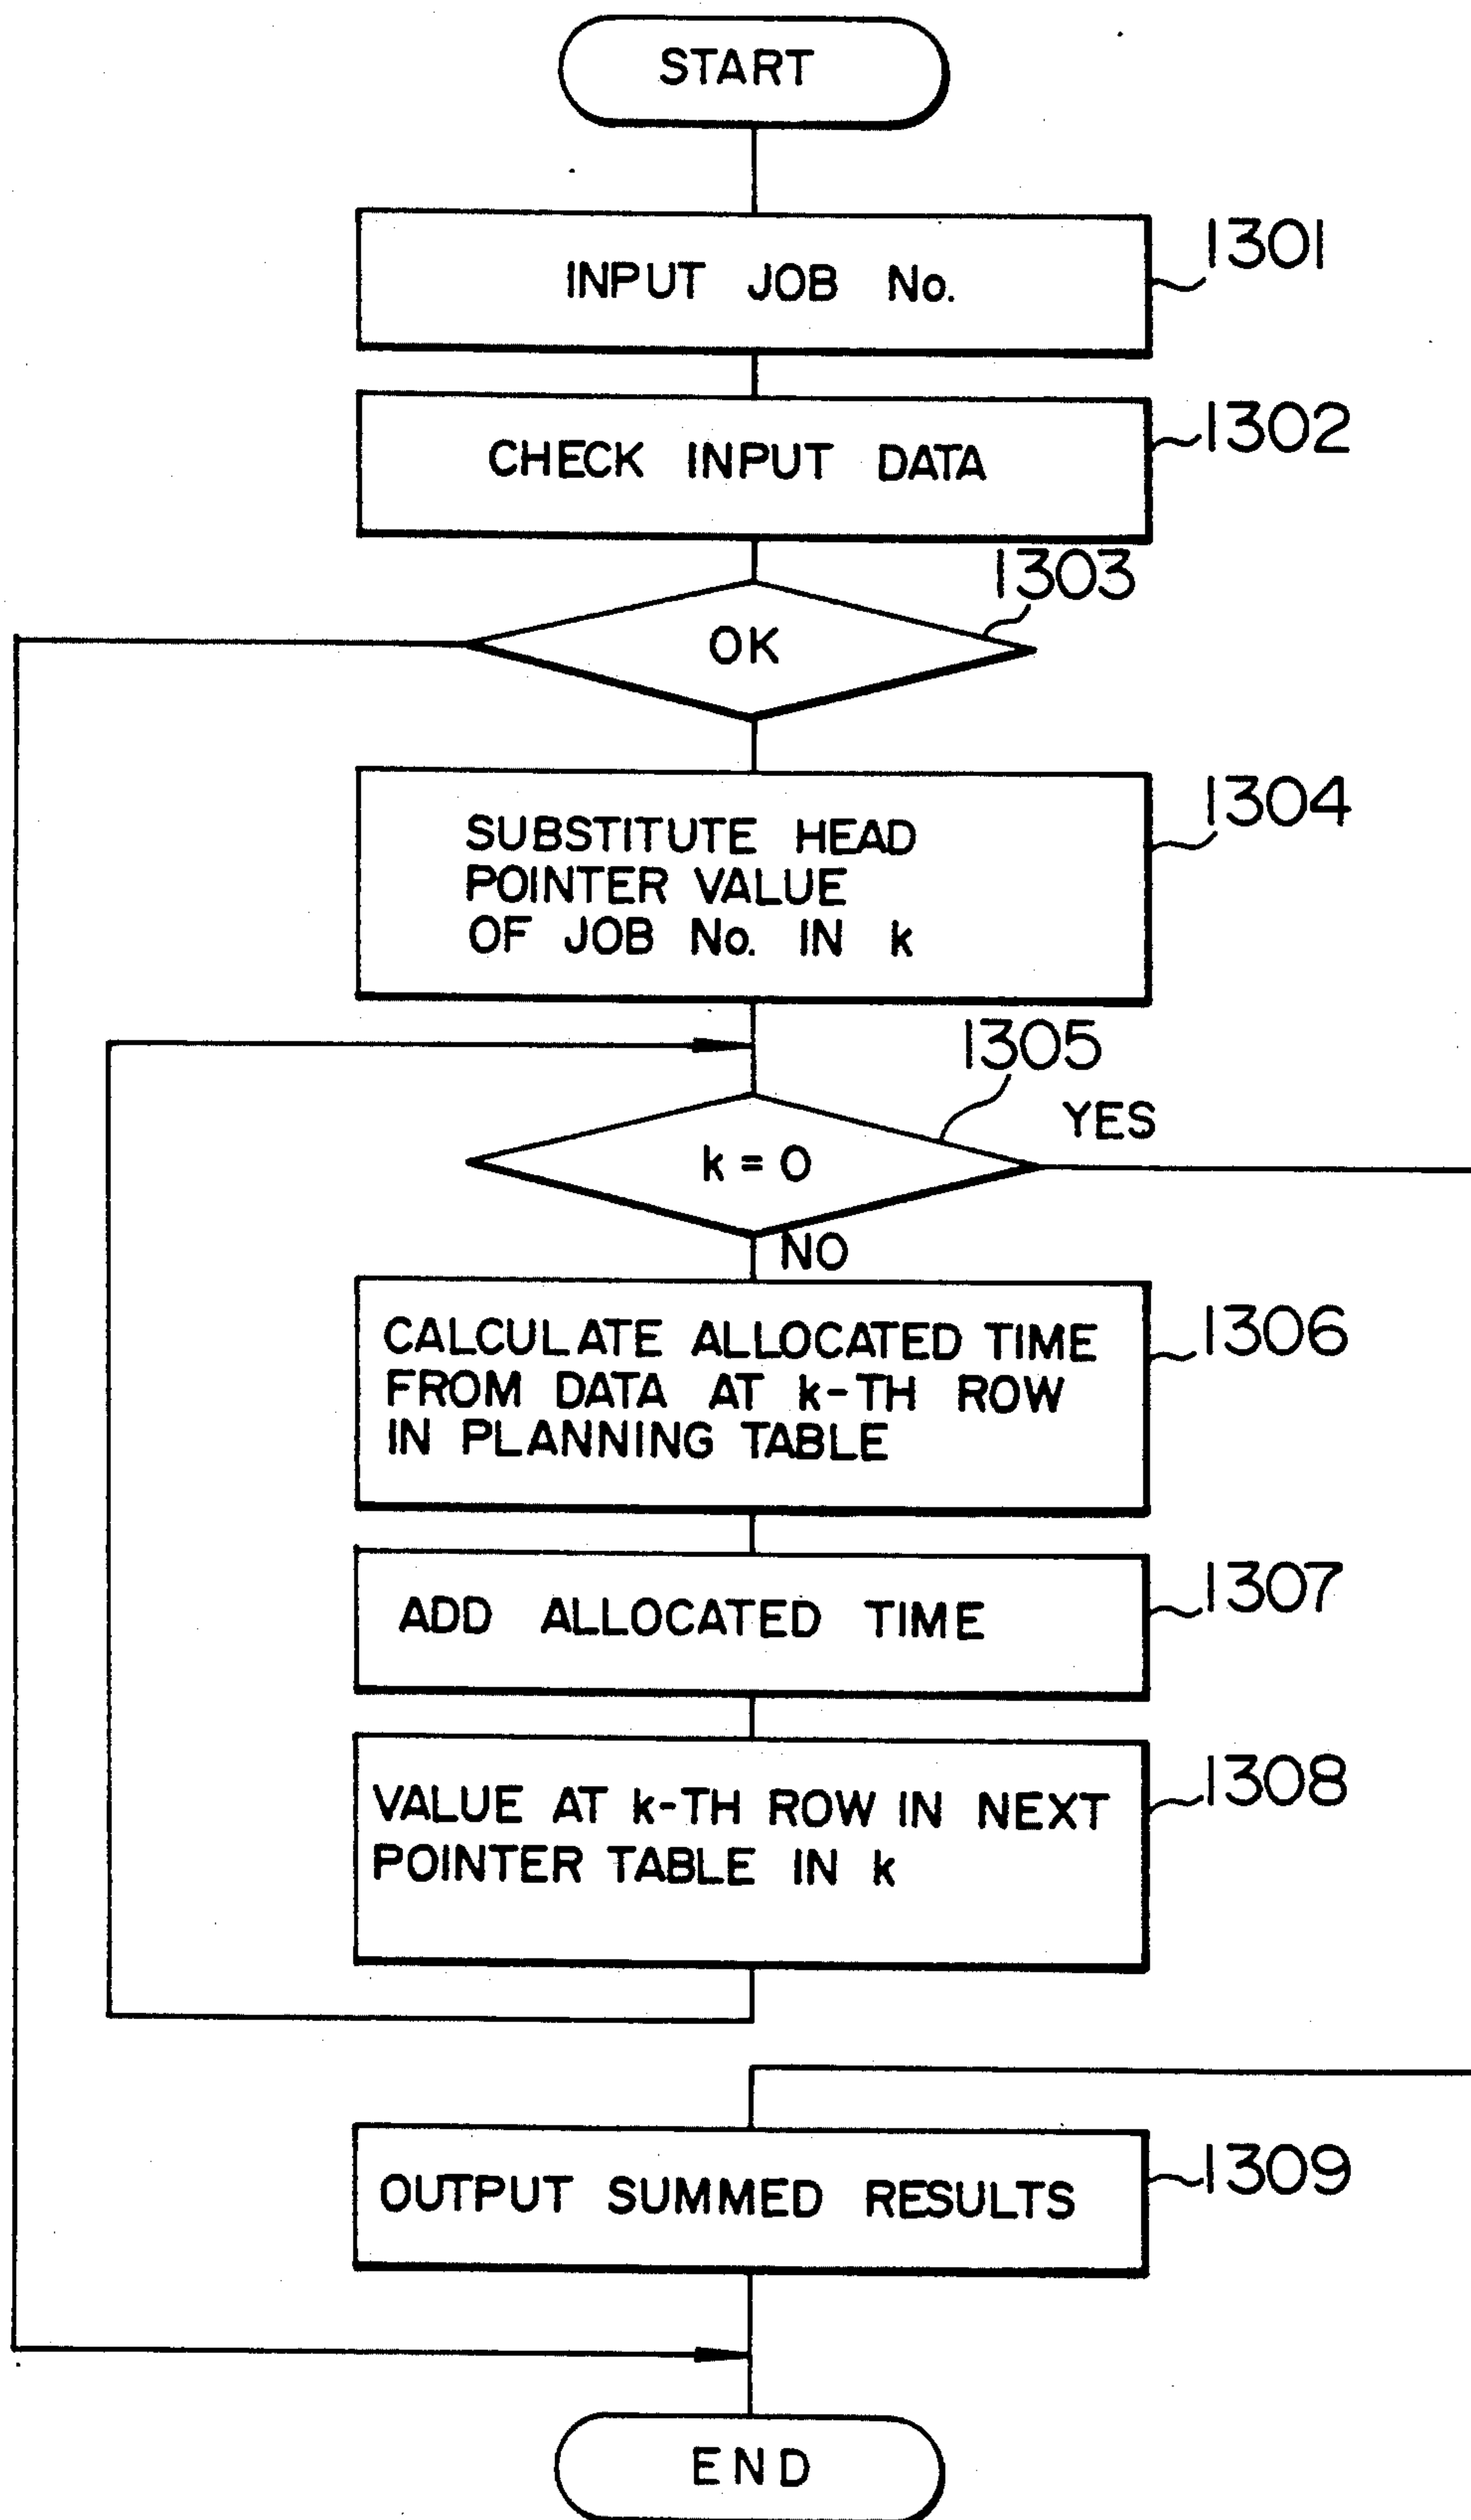 START
INPUT JOB No.
1301
CHECK INPUT DATA
1302
1303
OK
SUBSTITUTE HEAD
POINTER VALUE
OF JOB No. IN k
1304
1305
YES
k = 0
NO
CALCULATE ALLOCATED TIME
FROM DATA AT k-TH ROW
IN PLANNING TABLE
1306
ADD ALLOCATED TIME
1307
VALUE AT k-TH ROW IN NEXT
POINTER TABLE IN k
1308
OUTPUT SUMMED RESULTS
1309
END